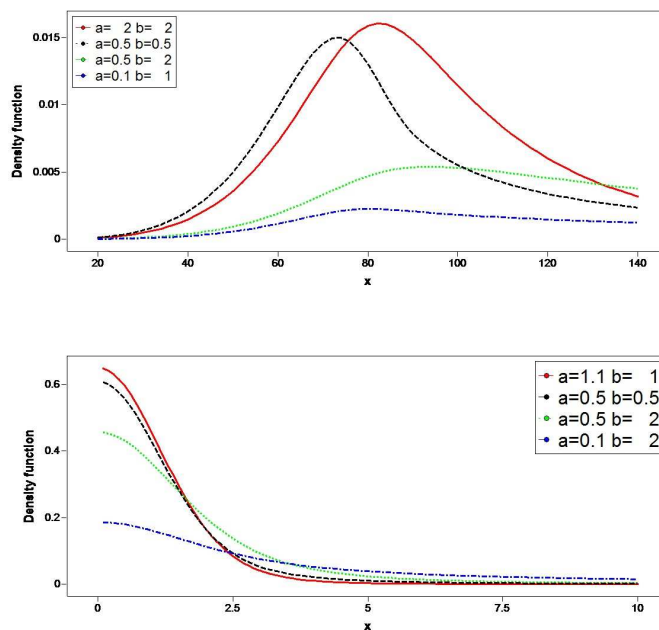 0.015
0.01
0.005
0
Denelty function
a= 2 b= 2
a=0.5 b=0.5
a=0.5 b= 2
a=0.1 b= 1
20 40 60 80 100 120 140
x
0.6
0.4
0.2
0
Denelty function
a=1.1 b= 1
a=0.5 b=0.5
a=0.5 b= 2
a=0.1 b= 2
0 2.5 5 7.5 10
x